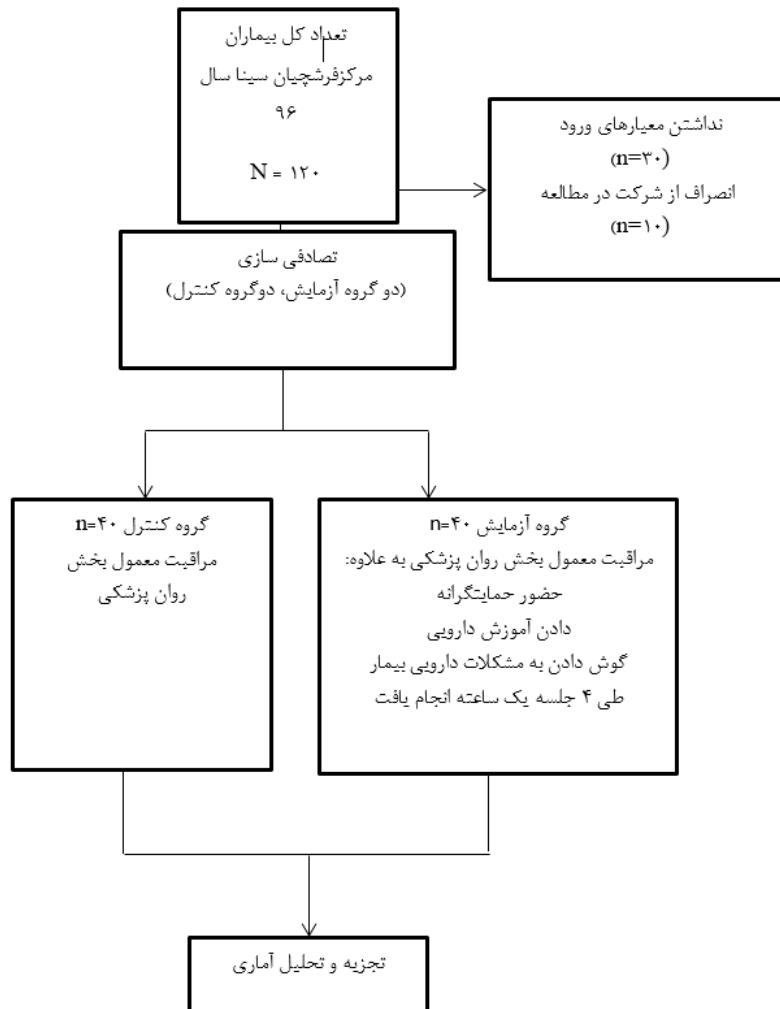 تعداد کل بیماران
مرکزفرشچیان سینا سال
۹۶
N = ۱۲۰
نداشتن معیارهای ورود
(n=۳۰)
انصراف از شرکت در مطالعه
(n=۱۰)
تصادفی سازی
(دو گروه آزمایش، دوگروه کنترل)
گروه آزمایش n=۴۰
مراقبت معمول بخش روان پزشکی به علاوه:
حضور حمایتگرانه
دادن آموزش دارویی
گوش دادن به مشکلات دارویی بیمار
طی ۴ جلسه یک ساعته انجام یافت
گروه کنترل n=۴۰
مراقبت معمول بخش
روان پزشکی
تجزیه و تحلیل آماری